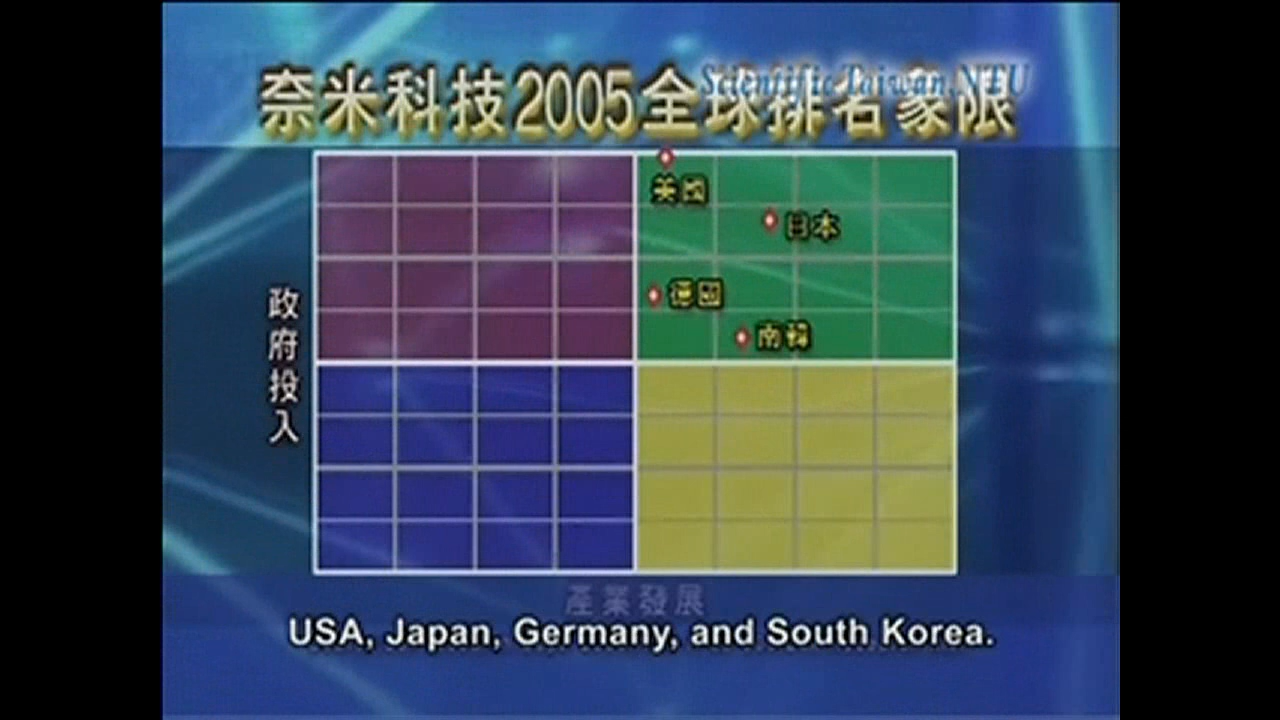 Scientific Taiwan.NTU
奈米科技2005全球排名象限
美國
日本
德國
南韓
政府投入
產業發展
USA, Japan, Germany, and South Korea.